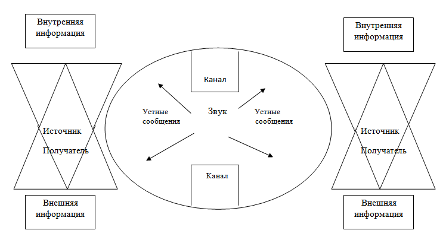 Внутренняя
информация
Внутренняя
информация
Канал
Звук
Устные
сообщения
Устные
сообщения
Источник
Получатель
Источник
Получатель
Канал
Внешняя
информация
Внешняя
информация